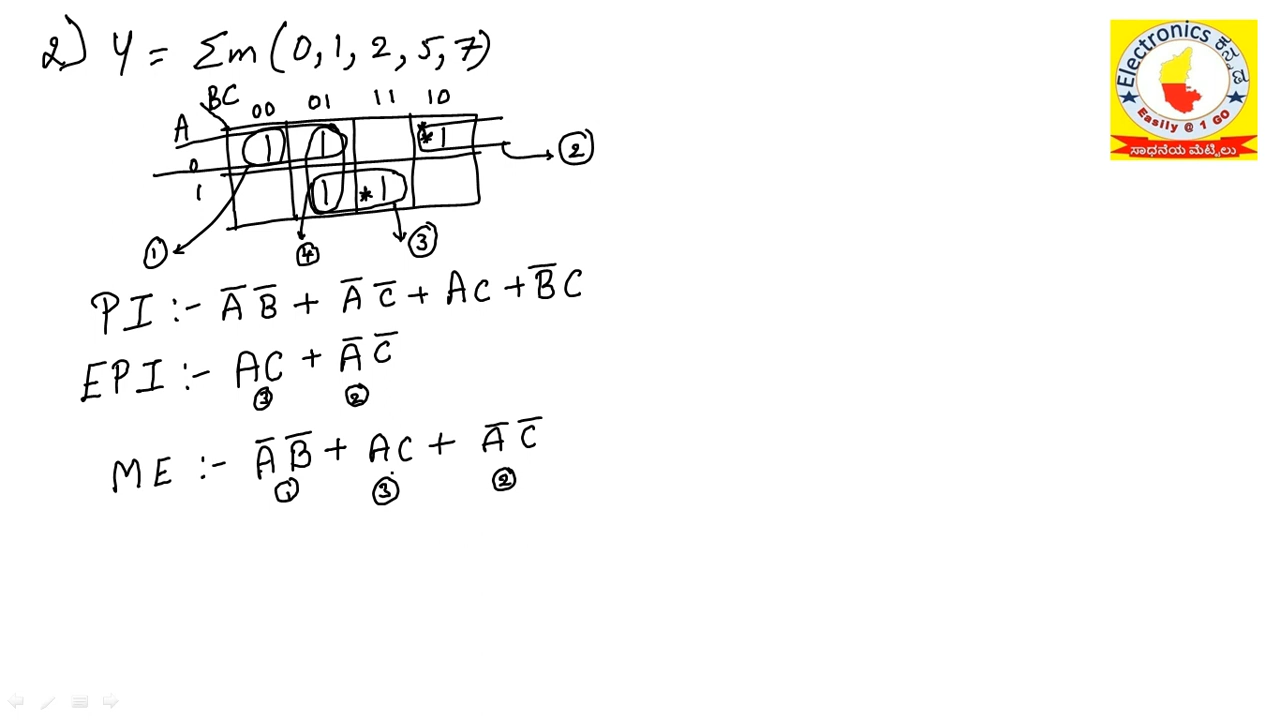 2) Y = Σm (0, 1, 2, 5, 7)
BC 00 01 11 10
A
0 1 1 *1 → ②
1 1 *1
① ④ ③
PI :- A̅ B̅ + A̅ C̅ + AC + B̅ C
EPI :- AC + A̅ C̅
③ ②
ME :- A̅ B̅ + AC + A̅ C̅
① ③ ②
Electronics ಕನ್ನಡ
Easily @ 1 GO
ಸಾಧನೆಯ ಮೆಟ್ಟಿಲು